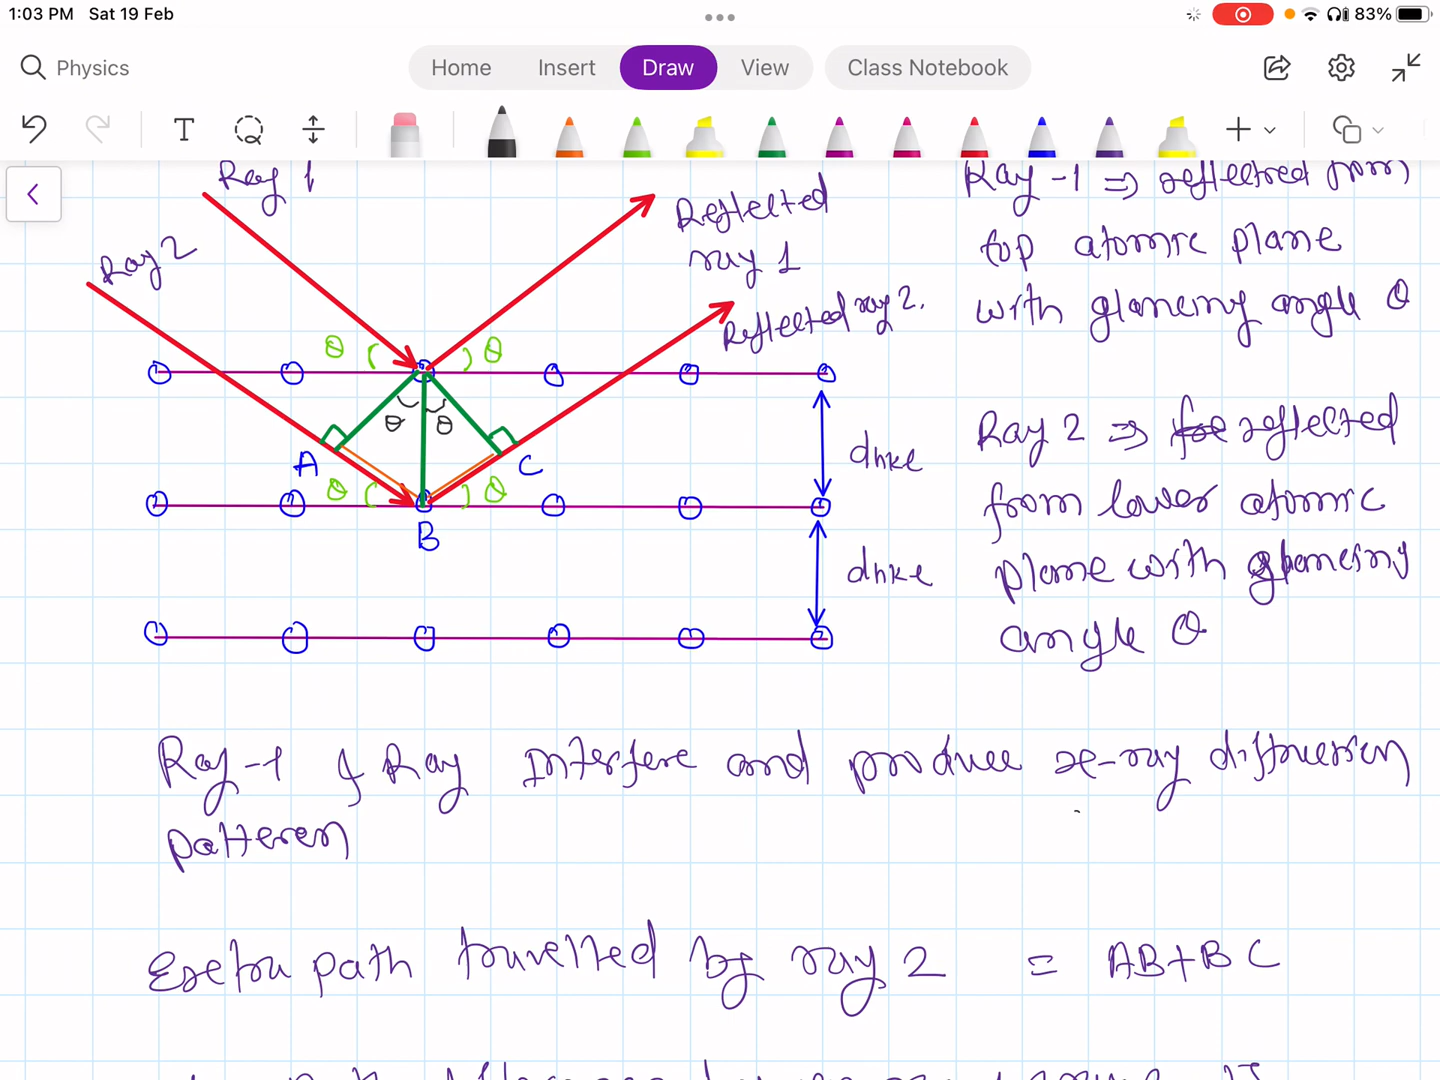 1:03 PM Sat 19 Feb
83%
Physics
Home Insert Draw View Class Notebook
T
Ray 1
Ray 2
Reflected
ray 1
Reflected ray 2.
θ θ
θ θ
A C
θ θ
B
dhkl
dhkl
Ray -1 ⇒ reflected from
top atomic plane
with glancing angle θ
Ray 2 ⇒ reflected
from lower atomic
plane with glancing
angle θ
Ray-1 & Ray Interfere and produce x-ray diffraction
patteren
Extra path travelled by ray 2 = AB+BC